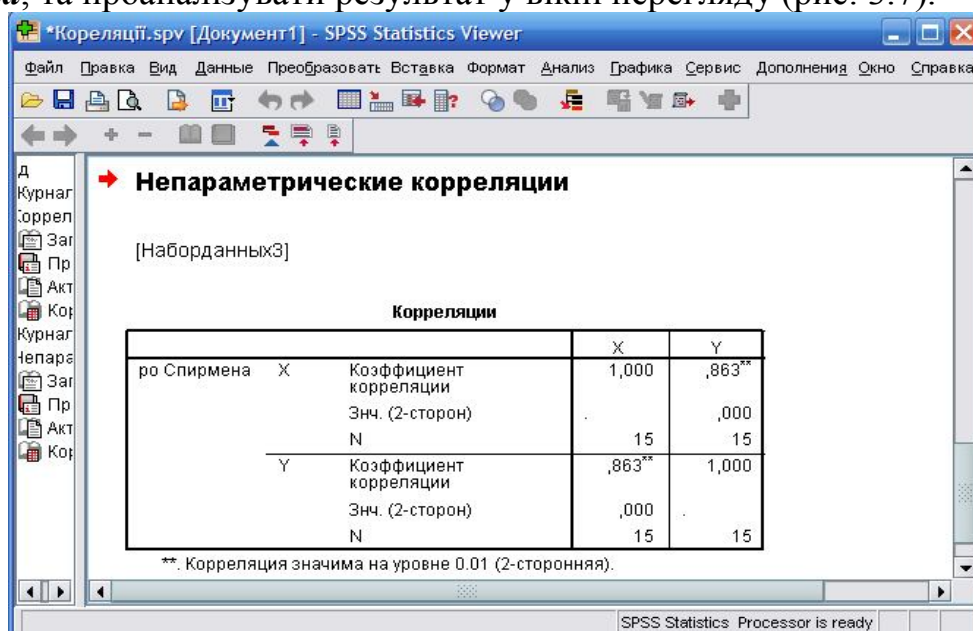 та проаналізувати результат у вікні перегляду (рис. 3.7).
*Кореляції.spv [Документ1] - SPSS Statistics Viewer
Файл Правка Вид Данные Преобразовать Вставка Формат Анализ Графика Сервис Дополнения Окно Справка
Непараметрические корреляции
[Наборданных3]
Корреляции
X Y
ро Спирмена X Коэффициент корреляции 1,000 ,863**
Знч. (2-сторон) . ,000
N 15 15
Y Коэффициент корреляции ,863** 1,000
Знч. (2-сторон) ,000 .
N 15 15
**. Корреляция значима на уровне 0.01 (2-сторонняя).
SPSS Statistics Processor is ready